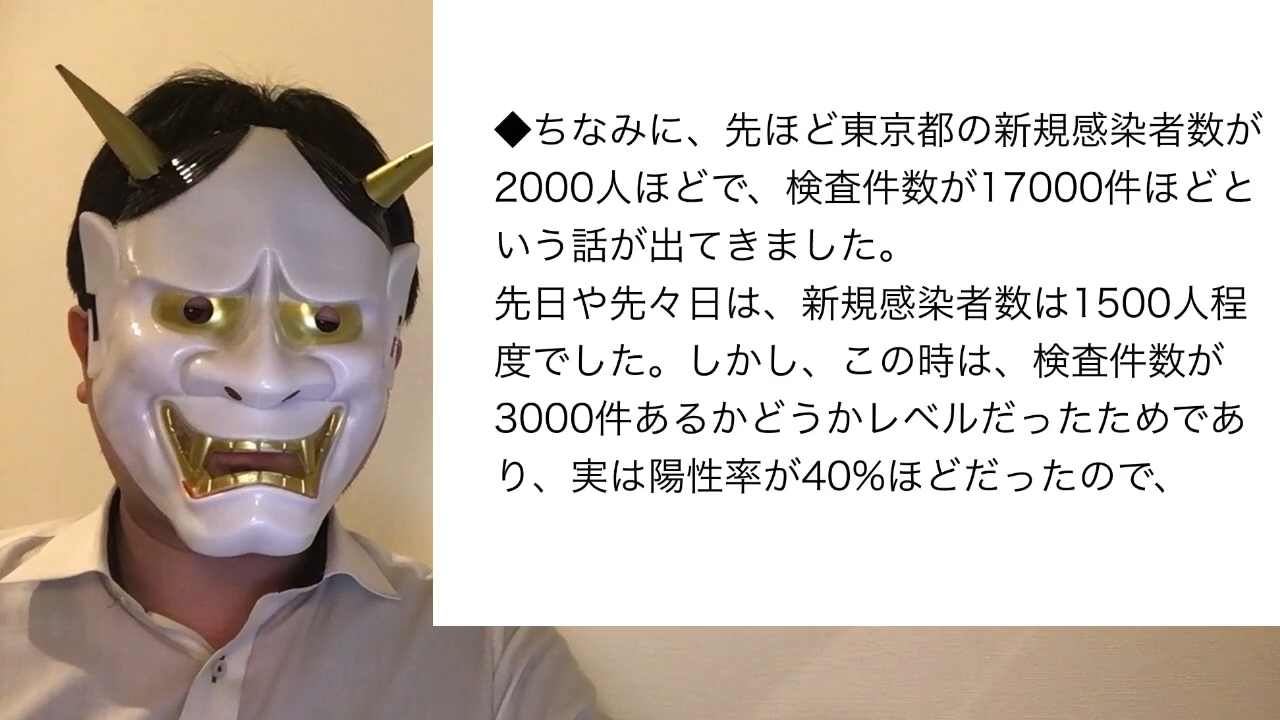 ◆ちなみに、先ほど東京都の新規感染者数が
2000人ほどで、検査件数が17000件ほどと
いう話が出てきました。
先日や先々日は、新規感染者数は1500人程
度でした。しかし、この時は、検査件数が
3000件あるかどうかレベルだったためであ
り、実は陽性率が40%ほどだったので、